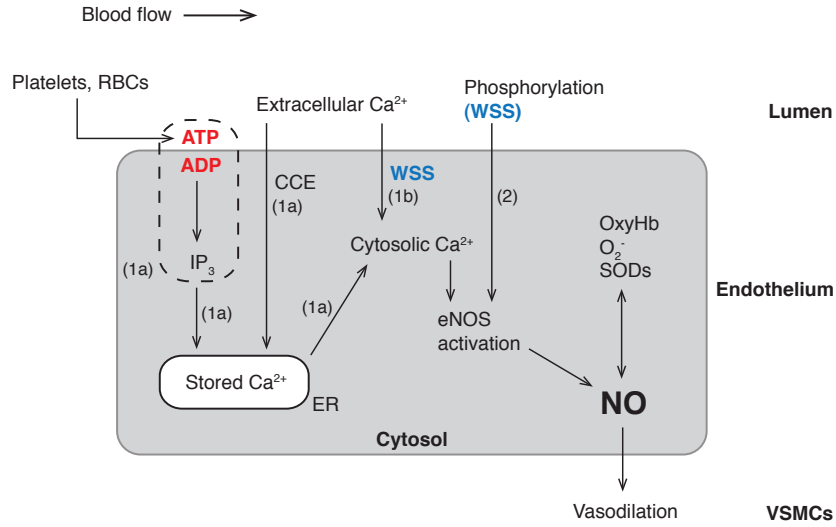 Blood flow
Platelets, RBCs
Extracellular Ca²⁺
Phosphorylation
(WSS)
Lumen
ATP
ADP
CCE
(1a)
WSS
(1b)
(2)
Cytosolic Ca²⁺
OxyHb
O₂⁻
SODs
(1a)
IP₃
Endothelium
(1a)
(1a)
eNOS
activation
Stored Ca²⁺
ER
NO
Cytosol
Vasodilation
VSMCs